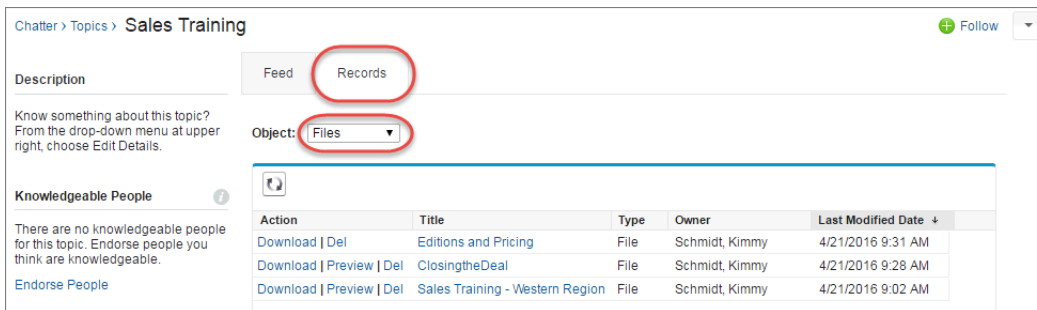 Chatter › Topics › Sales Training
Follow
Description
Know something about this topic?
From the drop-down menu at upper
right, choose Edit Details.
Knowledgeable People
There are no knowledgeable people
for this topic. Endorse people you
think are knowledgeable.
Endorse People
Feed Records
Object: Files
Action Title Type Owner Last Modified Date ↓
Download | Del Editions and Pricing File Schmidt, Kimmy 4/21/2016 9:31 AM
Download | Preview | Del ClosingtheDeal File Schmidt, Kimmy 4/21/2016 9:28 AM
Download | Preview | Del Sales Training - Western Region File Schmidt, Kimmy 4/21/2016 9:02 AM